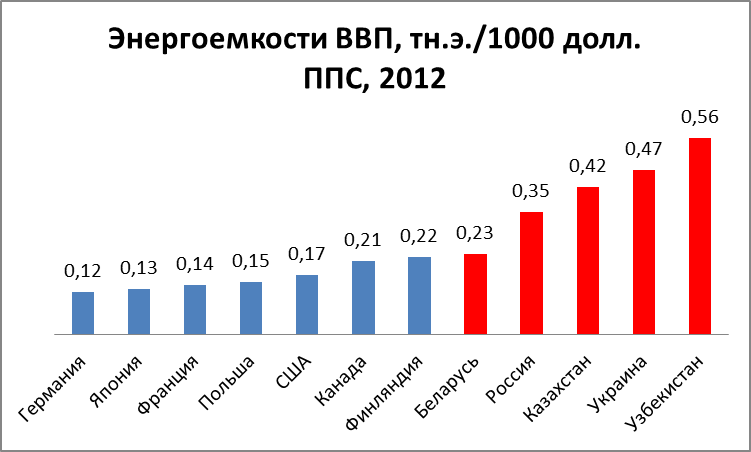 Энергоемкости ВВП, тн.э./1000 долл.
ППС, 2012
0,12
0,13
0,14
0,15
0,17
0,21
0,22
0,23
0,35
0,42
0,47
0,56
Германия
Япония
Франция
Польша
США
Канада
Финляндия
Беларусь
Россия
Казахстан
Украина
Узбекистан